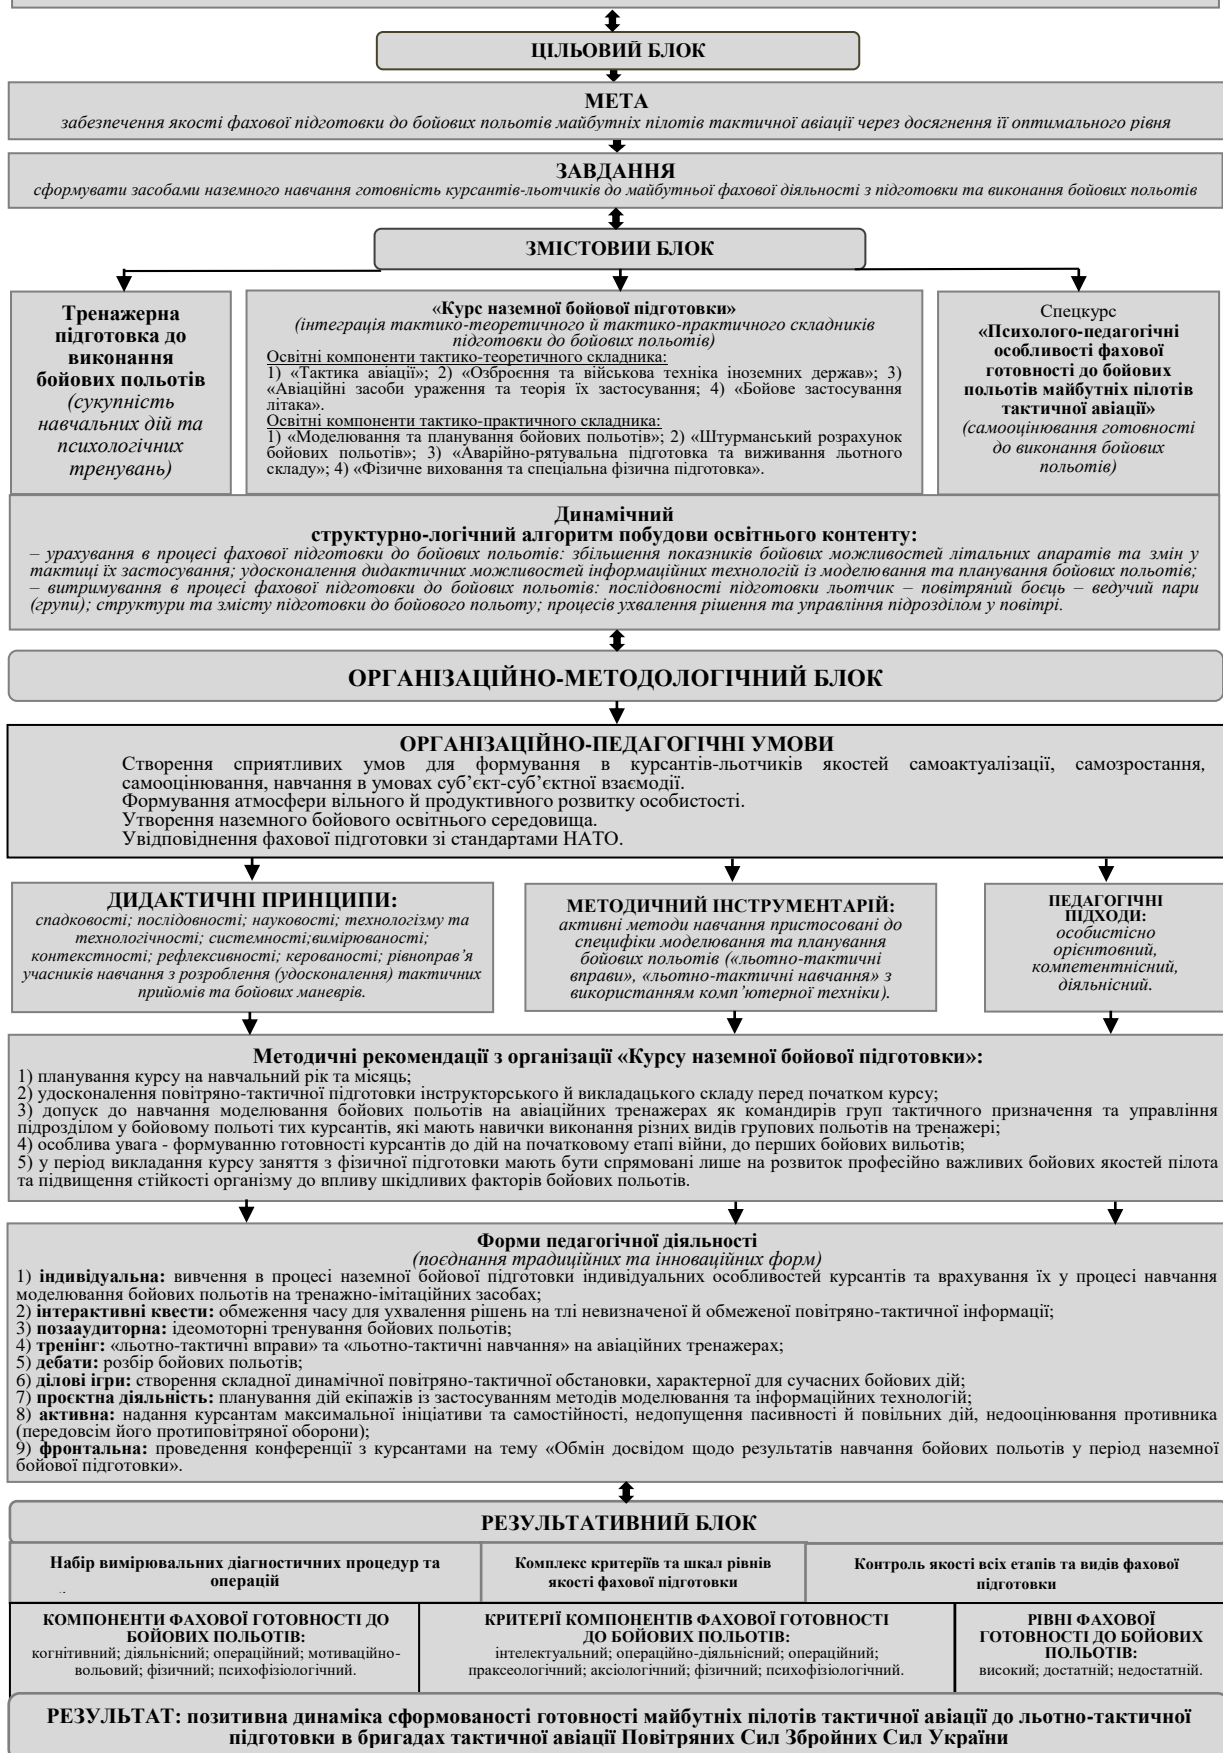 ЦІЛЬОВИЙ БЛОК
МЕТА
забезпечення якості фахової підготовки до бойових польотів майбутніх пілотів тактичної авіації через досягнення її оптимального рівня
ЗАВДАННЯ
сформувати засобами наземного навчання готовність курсантів-льотчиків до майбутньої фахової діяльності з підготовки та виконання бойових польотів
ЗМІСТОВИЙ БЛОК
Тренажерна
підготовка до
виконання
бойових польотів
(сукупність
навчальних дій та
психологічних
тренувань)
«Курс наземної бойової підготовки»
(інтеграція тактико-теоретичного й тактико-практичного складників
підготовки до бойових польотів)
Освітні компоненти тактико-теоретичного складника:
1) «Тактика авіації»; 2) «Озброєння та військова техніка іноземних держав»; 3)
«Авіаційні засоби ураження та теорія їх застосування; 4) «Бойове застосування
літака».
Освітні компоненти тактико-практичного складника:
1) «Моделювання та планування бойових польотів»; 2) «Штурманський розрахунок
бойових польотів»; 3) «Аварійно-рятувальна підготовка та виживання льотного
складу»; 4) «Фізичне виховання та спеціальна фізична підготовка».
Спецкурс
«Психолого-педагогічні
особливості фахової
готовності до бойових
польотів майбутніх пілотів
тактичної авіації»
(самооцінювання готовності
до виконання бойових
польотів)
Динамічний
структурно-логічний алгоритм побудови освітнього контенту:
– урахування в процесі фахової підготовки до бойових польотів: збільшення показників бойових можливостей літальних апаратів та змін у
тактиці їх застосування; удосконалення дидактичних можливостей інформаційних технологій із моделювання та планування бойових польотів;
– витримування в процесі фахової підготовки до бойових польотів: послідовності підготовки льотчик – повітряний боєць – ведучий пари
(групи); структури та змісту підготовки до бойового польоту; процесів ухвалення рішення та управління підрозділом у повітрі.
ОРГАНІЗАЦІЙНО-МЕТОДОЛОГІЧНИЙ БЛОК
ОРГАНІЗАЦІЙНО-ПЕДАГОГІЧНІ УМОВИ
Створення сприятливих умов для формування в курсантів-льотчиків якостей самоактуалізації, самозростання,
самооцінювання, навчання в умовах суб’єкт-суб’єктної взаємодії.
Формування атмосфери вільного й продуктивного розвитку особистості.
Утворення наземного бойового освітнього середовища.
Увідповіднення фахової підготовки зі стандартами НАТО.
ДИДАКТИЧНІ ПРИНЦИПИ:
спадковості; послідовності; науковості; технологізму та
технологічності; системності;вимірюваності;
контекстності; рефлексивності; керованості; рівноправ’я
учасників навчання з розроблення (удосконалення) тактичних
прийомів та бойових маневрів.
МЕТОДИЧНИЙ ІНСТРУМЕНТАРІЙ:
активні методи навчання пристосовані до
специфіки моделювання та планування
бойових польотів («льотно-тактичні
вправи», «льотно-тактичні навчання» з
використанням комп’ютерної техніки).
ПЕДАГОГІЧНІ
ПІДХОДИ:
особистісно
орієнтовний,
компетентнісний,
діяльнісний.
Методичні рекомендації з організації «Курсу наземної бойової підготовки»:
1) планування курсу на навчальний рік та місяць;
2) удосконалення повітряно-тактичної підготовки інструкторського й викладацького складу перед початком курсу;
3) допуск до навчання моделювання бойових польотів на авіаційних тренажерах як командирів груп тактичного призначення та управління
підрозділом у бойовому польоті тих курсантів, які мають навички виконання різних видів групових польотів на тренажері;
4) особлива увага - формуванню готовності курсантів до дій на початковому етапі війни, до перших бойових вильотів;
5) у період викладання курсу заняття з фізичної підготовки мають бути спрямовані лише на розвиток професійно важливих бойових якостей пілота
та підвищення стійкості організму до впливу шкідливих факторів бойових польотів.
Форми педагогічної діяльності
(поєднання традиційних та інноваційних форм)
1) індивідуальна: вивчення в процесі наземної бойової підготовки індивідуальних особливостей курсантів та врахування їх у процесі навчання
моделювання бойових польотів на тренажно-імітаційних засобах;
2) інтерактивні квести: обмеження часу для ухвалення рішень на тлі невизначеної й обмеженої повітряно-тактичної інформації;
3) позааудиторна: ідеомоторні тренування бойових польотів;
4) тренінг: «льотно-тактичні вправи» та «льотно-тактичні навчання» на авіаційних тренажерах;
5) дебати: розбір бойових польотів;
6) ділові ігри: створення складної динамічної повітряно-тактичної обстановки, характерної для сучасних бойових дій;
7) проєктна діяльність: планування дій екіпажів із застосуванням методів моделювання та інформаційних технологій;
8) активна: надання курсантам максимальної ініціативи та самостійності, недопущення пасивності й повільних дій, недооцінювання противника
(передовсім його протиповітряної оборони);
9) фронтальна: проведення конференції з курсантами на тему «Обмін досвідом щодо результатів навчання бойових польотів у період наземної
бойової підготовки».
РЕЗУЛЬТАТИВНИЙ БЛОК
Набір вимірювальних діагностичних процедур та
операцій
Комплекс критеріїв та шкал рівнів
якості фахової підготовки
Контроль якості всіх етапів та видів фахової
підготовки
КОМПОНЕНТИ ФАХОВОЇ ГОТОВНОСТІ ДО
БОЙОВИХ ПОЛЬОТІВ:
когнітивний; діяльнісний; операційний; мотиваційно-
вольовий; фізичний; психофізіологічний.
КРИТЕРІЇ КОМПОНЕНТІВ ФАХОВОЇ ГОТОВНОСТІ
ДО БОЙОВИХ ПОЛЬОТІВ:
інтелектуальний; операційно-діяльнісний; операційний;
праксеологічний; аксіологічний; фізичний; психофізіологічний.
РІВНІ ФАХОВОЇ
ГОТОВНОСТІ ДО БОЙОВИХ
ПОЛЬОТІВ:
високий; достатній; недостатній.
РЕЗУЛЬТАТ: позитивна динаміка сформованості готовності майбутніх пілотів тактичної авіації до льотно-тактичної
підготовки в бригадах тактичної авіації Повітряних Сил Збройних Сил України